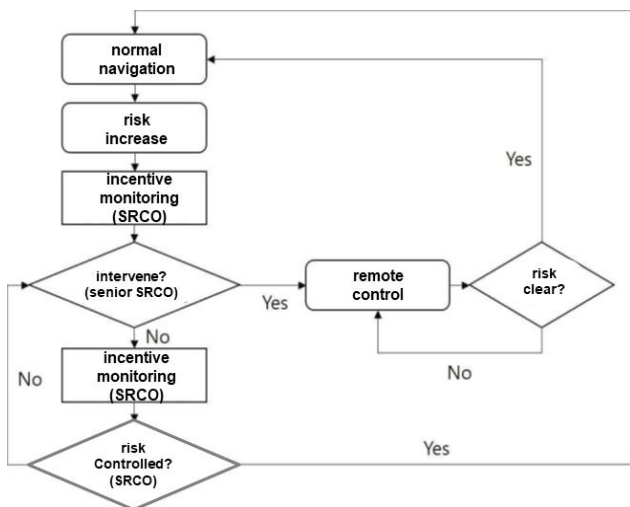 normal
navigation
risk
increase
incentive
monitoring
(SRCO)
intervene?
(senior SRCO)
Yes
remote
control
risk
clear?
Yes
No
No
incentive
monitoring
(SRCO)
No
risk
Controlled?
(SRCO)
Yes